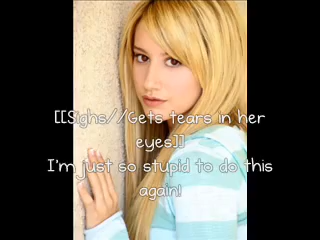 [[Sighs//Gets tears in her
eyes]]
I'm just so stupid to do this
again!